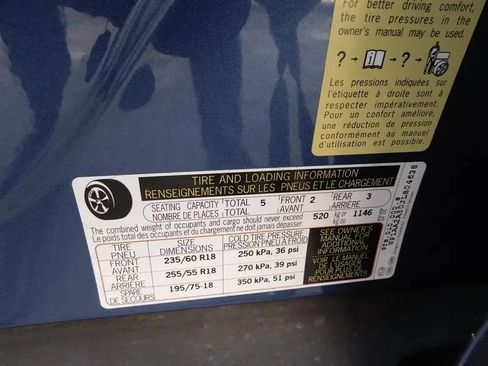 For better driving comfort,
the tire pressures in the
owner's manual may be used.
? → i → ?
Les pressions indiquées sur
l'étiquette à droite sont à
respecter impérativement.
Pour un confort amélioré,
une réduction de pression
conformément au manuel
d'utilisation est possible.
TIRE AND LOADING INFORMATION
RENSEIGNEMENTS SUR LES PNEUS ET LE CHARGEMENT
SEATING CAPACITY TOTAL 5 FRONT 2 REAR 3
NOMBRE DE PLACES TOTAL AVANT ARRIÈRE
The combined weight of occupants and cargo should never exceed 520 kg or 1146 lbs.
Le poids total des occupants et du chargement ne doit jamais dépasser kg ou lb.
TIRE SIZE COLD TIRE PRESSURE
PNEU DIMENSIONS PRESSION PNEU À FROID
FRONT AVANT 235/60 R18 250 kPa, 36 psi
REAR ARRIÈRE 255/55 R18 270 kPa, 39 psi
SPARE DE SECOURS 195/75-18 350 kPa, 51 psi
SEE OWNER'S
MANUAL FOR
ADDITIONAL
INFORMATION
VOIR LE MANUEL
DE L'USAGER
POUR PLUS DE
RENSEIGNEMENTS